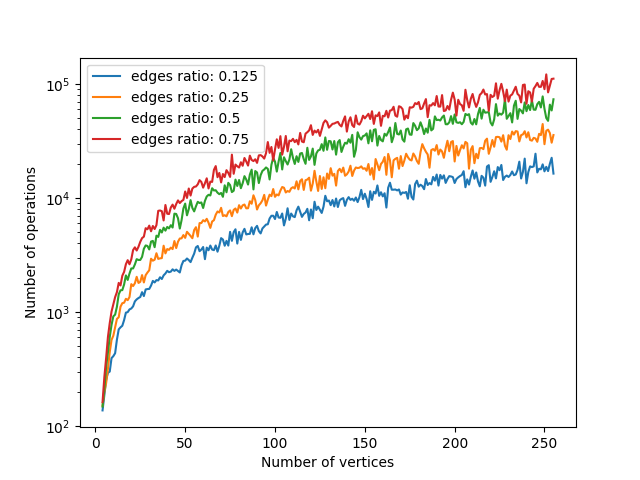 edges ratio: 0.125
edges ratio: 0.25
edges ratio: 0.5
edges ratio: 0.75
10^5
10^4
10^3
10^2
Number of operations
0 50 100 150 200 250
Number of vertices